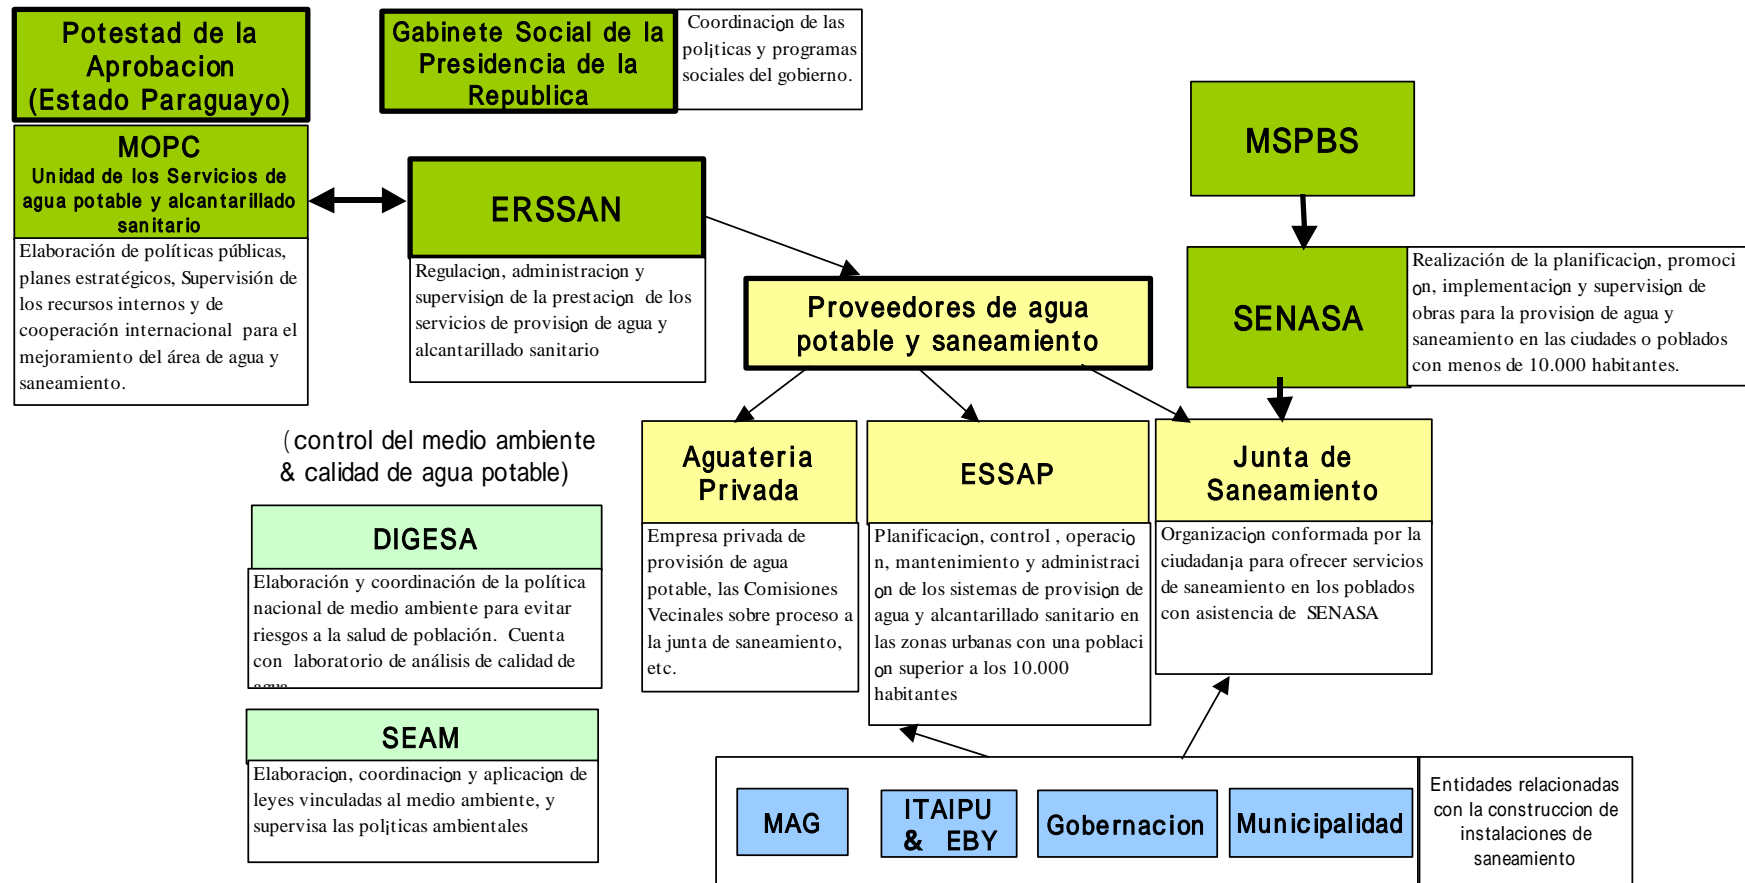 Potestad de la
Aprobacion
(Estado Paraguayo)
MOPC
Unidad de los Servicios de
agua potable y alcantarillado
sanitario
Elaboración de políticas públicas,
planes estratégicos, Supervisión de
los recursos internos y de
cooperación internacional para el
mejoramiento del área de agua y
saneamiento.
Gabinete Social de la
Presidencia de la
Republica
Coordinacion de las
pol¡ticas y programas
sociales del gobierno.
ERSSAN
Regulacion, administracion y
supervision de la prestacion de los
servicios de provision de agua y
alcantarillado sanitario
MSPBS
SENASA
Realización de la planificacion, promoci
on, implementacion y supervision de
obras para la provision de agua y
saneamiento en las ciudades o poblados
con menos de 10.000 habitantes.
Proveedores de agua
potable y saneamiento
Aguateria
Privada
Empresa privada de
provisión de agua
potable, las Comisiones
Vecinales sobre proceso a
la junta de saneamiento,
etc.
ESSAP
Planificacion, control , operacio
n, mantenimiento y administraci
on de los sistemas de provision de
agua y alcantarillado sanitario en
las zonas urbanas con una poblaci
on superior a los 10.000
habitantes
Junta de
Saneamiento
Organizacion conformada por la
ciudadan¡a para ofrecer servicios
de saneamiento en los poblados
con asistencia de SENASA
(control del medio ambiente
& calidad de agua potable)
DIGESA
Elaboración y coordinación de la política
nacional de medio ambiente para evitar
riesgos a la salud de población. Cuenta
con laboratorio de análisis de calidad de
agua
SEAM
Elaboracion, coordinacion y aplicacion de
leyes vinculadas al medio ambiente, y
supervisa las pol¡ticas ambientales
MAG
ITAIPU
& EBY
Gobernacion
Municipalidad
Entidades relacionadas
con la construccion de
instalaciones de
saneamiento